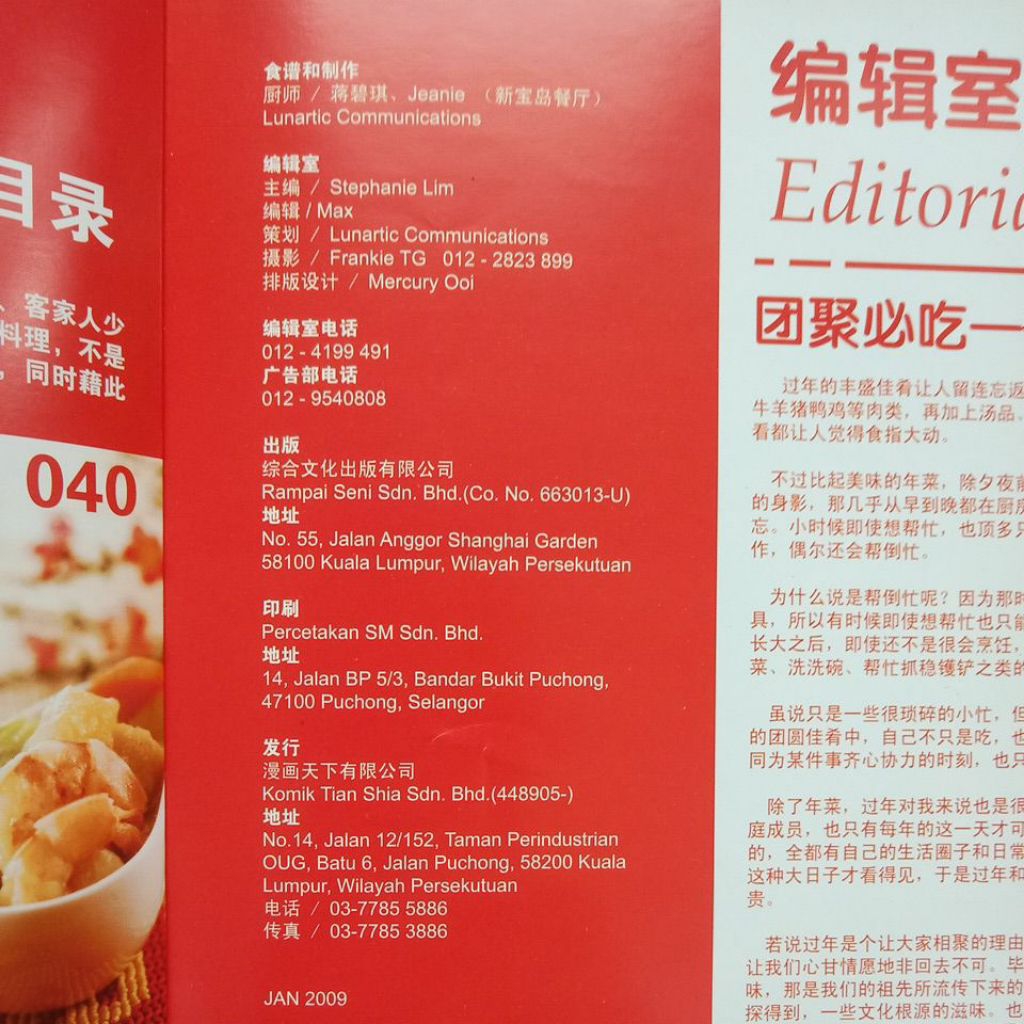 目录
、客家人少
料理，不是
，同时藉此
040
食谱和制作
厨师 / 蒋碧琪、Jeanie （新宝岛餐厅）
Lunartic Communications
编辑室
主编 / Stephanie Lim
编辑 / Max
策划 / Lunartic Communications
摄影 / Frankie TG 012 - 2823 899
排版设计 / Mercury Ooi
编辑室电话
012 - 4199 491
广告部电话
012 - 9540808
出版
综合文化出版有限公司
Rampai Seni Sdn. Bhd.(Co. No. 663013-U)
地址
No. 55, Jalan Anggor Shanghai Garden
58100 Kuala Lumpur, Wilayah Persekutuan
印刷
Percetakan SM Sdn. Bhd.
地址
14, Jalan BP 5/3, Bandar Bukit Puchong,
47100 Puchong, Selangor
发行
漫画天下有限公司
Komik Tian Shia Sdn. Bhd.(448905-)
地址
No.14, Jalan 12/152, Taman Perindustrian
OUG, Batu 6, Jalan Puchong, 58200 Kuala
Lumpur, Wilayah Persekutuan
电话 / 03-7785 5886
传真 / 03-7785 3886
JAN 2009
编辑室
Editoria
团聚必吃一
过年的丰盛佳肴让人留连忘返
牛羊猪鸭鸡等肉类，再加上汤品、
看都让人觉得食指大动。
不过比起美味的年菜，除夕夜前
的身影，那几乎从早到晚都在厨房
忘。小时候即使想帮忙，也顶多只
作，偶尔还会帮倒忙。
为什么说是帮倒忙呢？因为那时
具，所以有时候即使想帮忙也只能
长大之后，即使还不是很会烹饪，
菜、洗洗碗、帮忙抓稳镬铲之类的
虽说只是一些很琐碎的小忙，但
的团圆佳肴中，自己不只是吃，也
同为某件事齐心协力的时刻，也只
除了年菜，过年对我来说也是很
庭成员，也只有每年的这一天才可
的，全都有自己的生活圈子和日常
这种大日子才看得见，于是过年和
贵。
若说过年是个让大家相聚的理由
让我们心甘情愿地非回去不可。毕
味，那是我们的祖先所流传下来的
探得到，一些文化根源的滋味。也